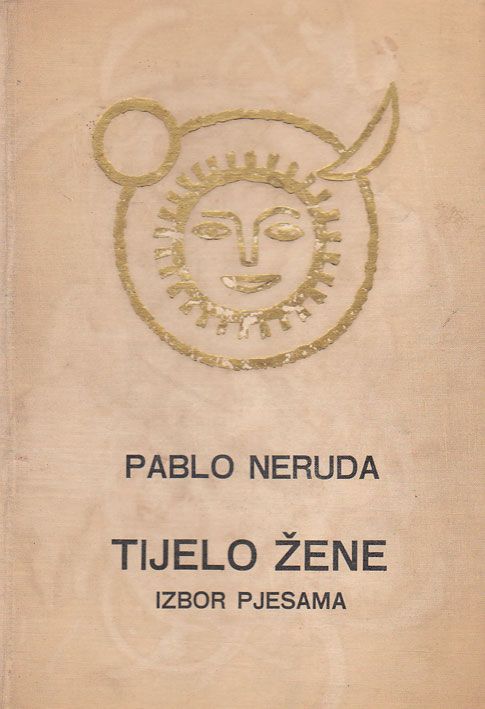 PABLO NERUDA
TIJELO ŽENE
IZBOR PJESAMA